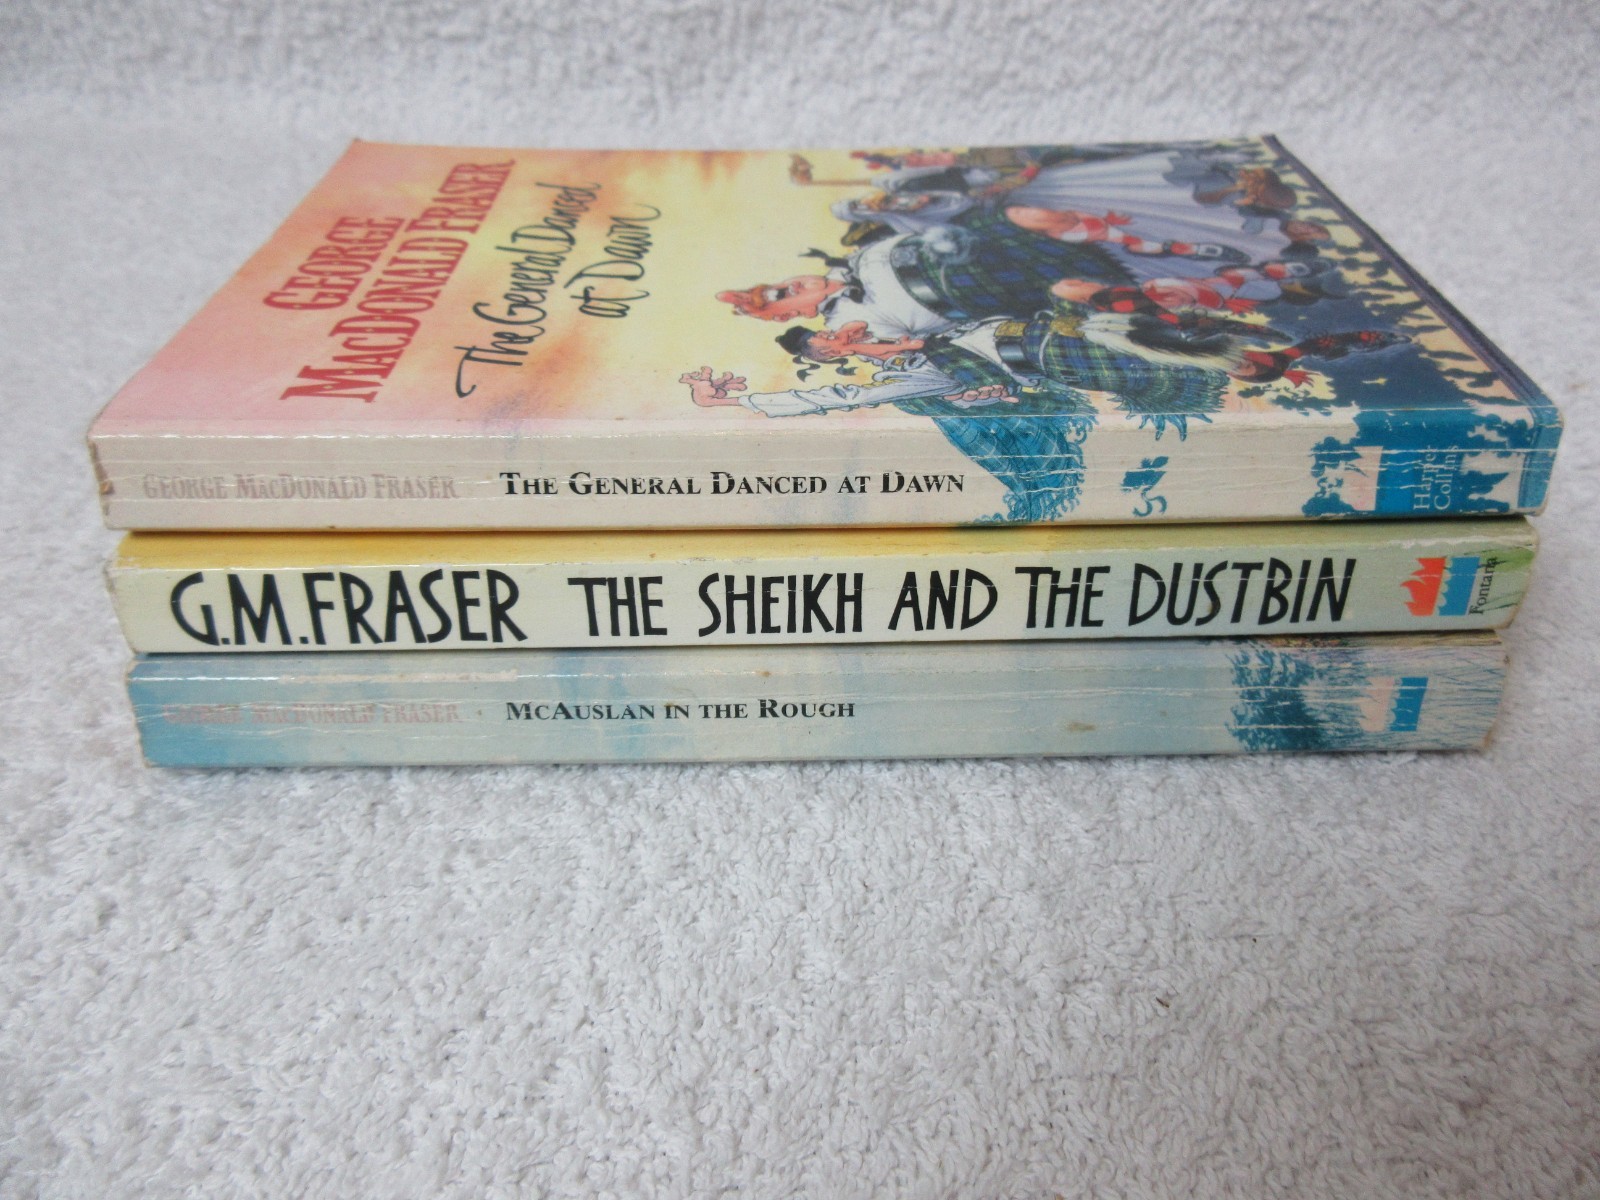 GEORGE
MACDONALD FRASER
The General Danced
at Dawn
GEORGE MACDONALD FRASER THE GENERAL DANCED AT DAWN Harper
Collins
G.M.FRASER THE SHEIKH AND THE DUSTBIN Fontana
GEORGE MACDONALD FRASER MCAUSLAN IN THE ROUGH